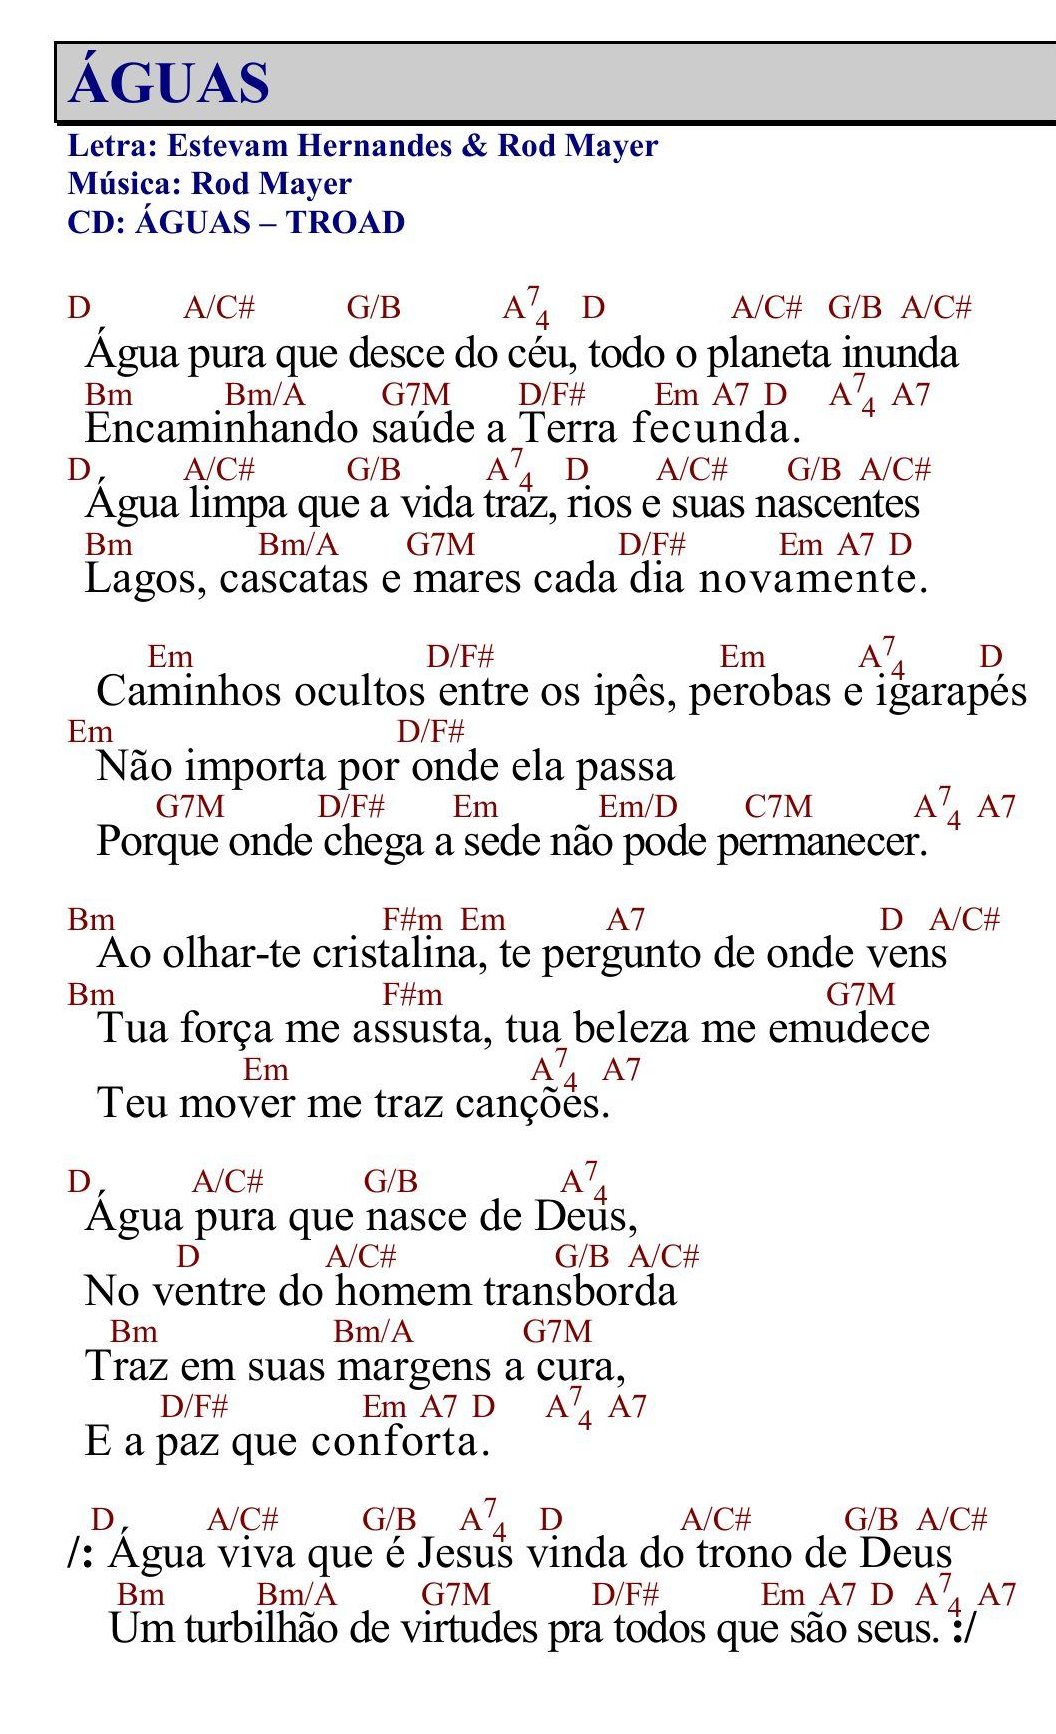 ÁGUAS
Letra: Estevam Hernandes & Rod Mayer
Música: Rod Mayer
CD: ÁGUAS – TROAD
D A/C# G/B A7 4 D A/C# G/B A/C#
Água pura que desce do céu, todo o planeta inunda
Bm Bm/A G7M D/F# Em A7 D A7 4 A7
Encaminhando saúde a Terra fecunda.
D A/C# G/B A7 4 D A/C# G/B A/C#
Água limpa que a vida traz, rios e suas nascentes
Bm Bm/A G7M D/F# Em A7 D
Lagos, cascatas e mares cada dia novamente.
Em D/F# Em A7 4 D
Caminhos ocultos entre os ipês, perobas e igarapés
Em D/F#
Não importa por onde ela passa
G7M D/F# Em Em/D C7M A7 4 A7
Porque onde chega a sede não pode permanecer.
Bm F#m Em A7 D A/C#
Ao olhar-te cristalina, te pergunto de onde vens
Bm F#m G7M
Tua força me assusta, tua beleza me emudece
Em A7 4 A7
Teu mover me traz canções.
D A/C# G/B A7 4
Água pura que nasce de Deus,
D A/C# G/B A/C#
No ventre do homem transborda
Bm Bm/A G7M
Traz em suas margens a cura,
D/F# Em A7 D A7 4 A7
E a paz que conforta.
D A/C# G/B A7 4 D A/C# G/B A/C#
/: Água viva que é Jesus vinda do trono de Deus
Bm Bm/A G7M D/F# Em A7 D A7 4 A7
Um turbilhão de virtudes pra todos que são seus. :/